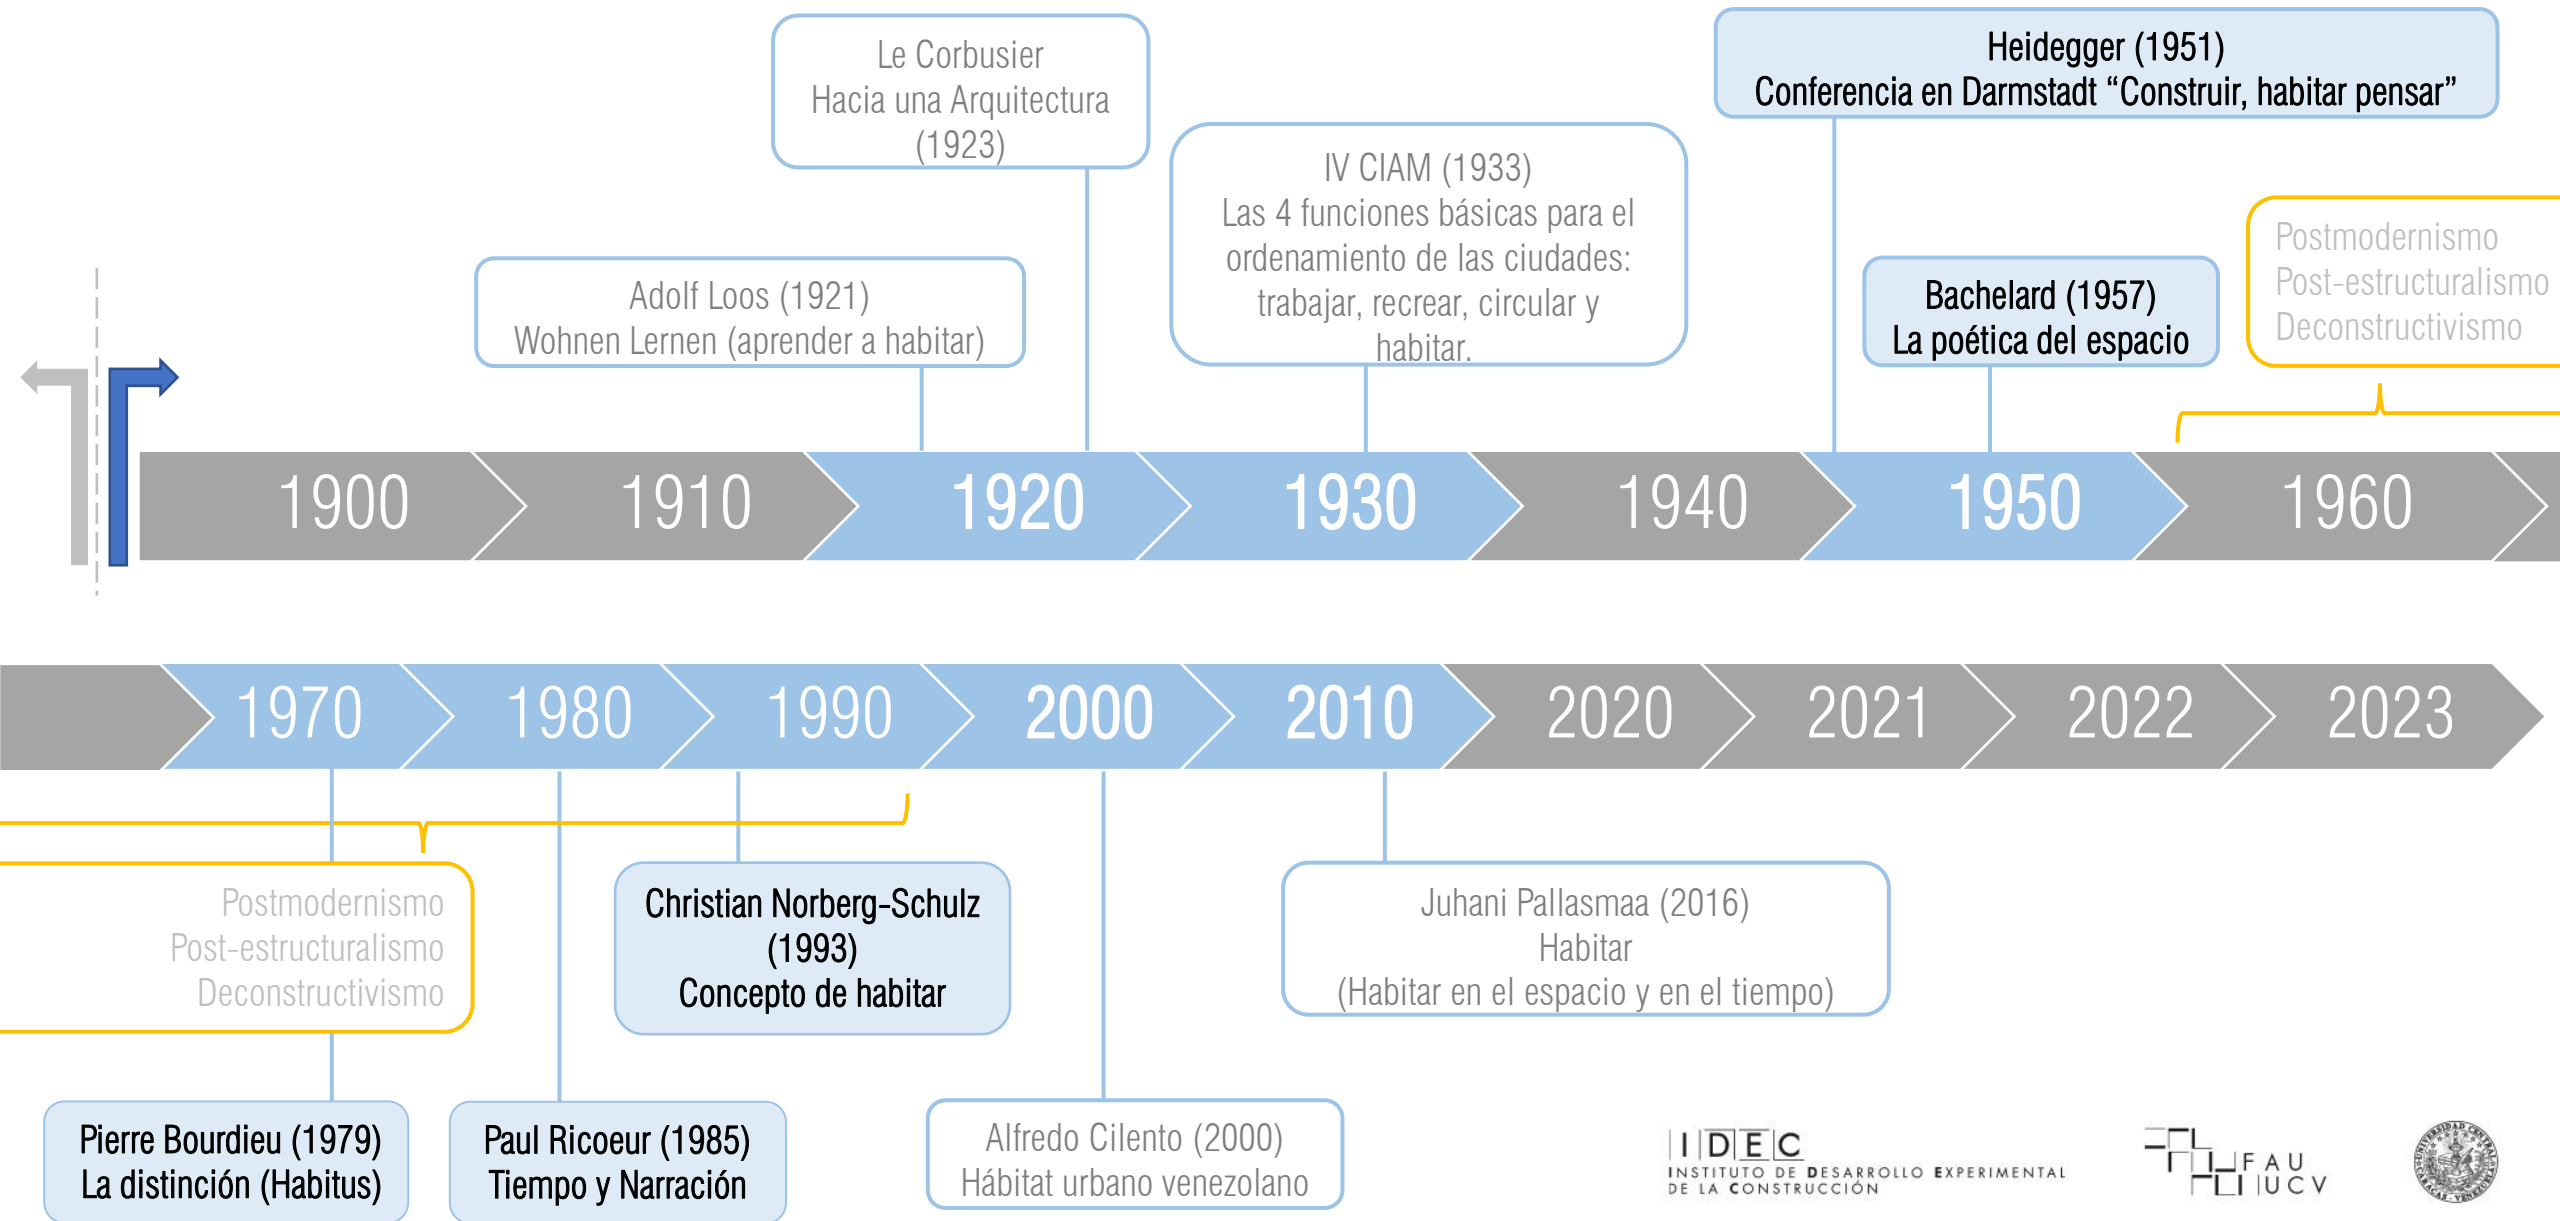 Le Corbusier
Hacia una Arquitectura
(1923)
Heidegger (1951)
Conferencia en Darmstadt “Construir, habitar pensar”
IV CIAM (1933)
Las 4 funciones básicas para el
ordenamiento de las ciudades:
trabajar, recrear, circular y
habitar.
Adolf Loos (1921)
Wohnen Lernen (aprender a habitar)
Bachelard (1957)
La poética del espacio
Postmodernismo
Post-estructuralismo
Deconstructivismo
1900 1910 1920 1930 1940 1950 1960
1970 1980 1990 2000 2010 2020 2021 2022 2023
Postmodernismo
Post-estructuralismo
Deconstructivismo
Christian Norberg-Schulz
(1993)
Concepto de habitar
Juhani Pallasmaa (2016)
Habitar
(Habitar en el espacio y en el tiempo)
Pierre Bourdieu (1979)
La distinción (Habitus)
Paul Ricoeur (1985)
Tiempo y Narración
Alfredo Cilento (2000)
Hábitat urbano venezolano
IDEC
INSTITUTO DE DESARROLLO EXPERIMENTAL
DE LA CONSTRUCCIÓN
FAU
UCV
UNIVERSIDAD CENTRAL
CARACAS - VENEZUELA